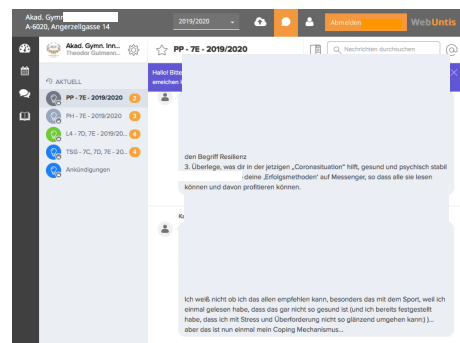 Akad. Gymn
A-6020, Angerzellgasse 14
2019/2020
Abmelden
WebUntis
Akad. Gymn. Inn...
Theodor Gutmann...
PP - 7E - 2019/2020
Nachrichten durchsuchen
Hallo! Bitte
erreichen
AKTUELL
PP - 7E - 2019/2020 2
PH - 7E - 2019/2020 3
L4 - 7D, 7E - 2019/20... 4
TSG - 7C, 7D, 7E - 20... 4
Ankündigungen
den Begriff Resilienz
3. Überlege, was dir in der jetzigen „Coronasituation" hilft, gesund und psychisch stabil
deine ‚Erfolgsmethoden' auf Messenger, so dass alle sie lesen
können und davon profitieren können.
Ich weiß nicht ob ich das allen empfehlen kann, besonders das mit dem Sport, weil ich
einmal gelesen habe, dass das gar nicht so gesund ist (und ich bereits festgestellt
habe, dass ich mit Stress und Überforderung nicht so glänzend umgehen kann:) )...
aber das ist nun einmal mein Coping Mechanismus...